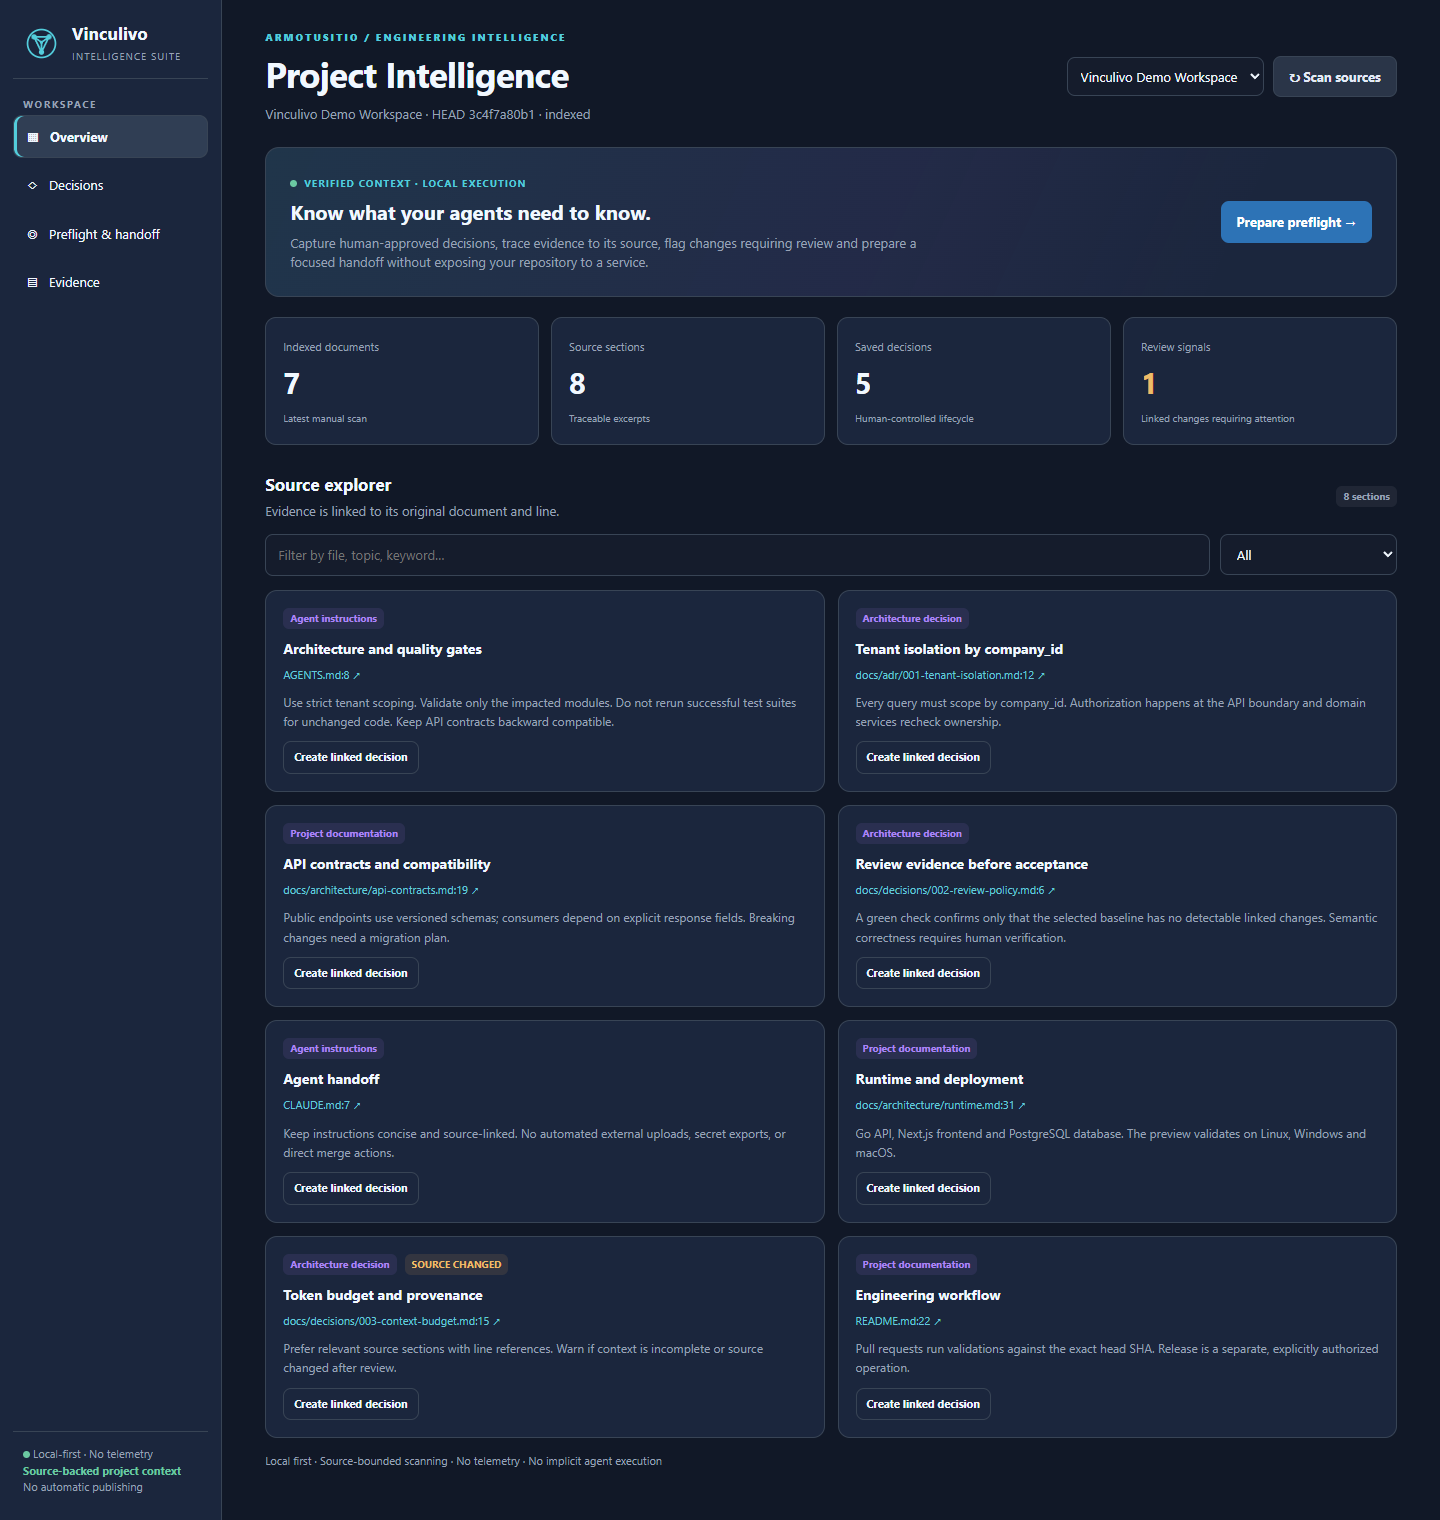 Vinculivo
INTELLIGENCE SUITE
WORKSPACE
Overview
Decisions
Preflight & handoff
Evidence
Local-first · No telemetry
Source-backed project context
No automatic publishing
ARMOTUSITIO / ENGINEERING INTELLIGENCE
Project Intelligence
Vinculivo Demo Workspace · HEAD 3c4f7a80b1 · indexed
Vinculivo Demo Workspace
↻ Scan sources
VERIFIED CONTEXT · LOCAL EXECUTION
Know what your agents need to know.
Capture human-approved decisions, trace evidence to its source, flag changes requiring review and prepare a
focused handoff without exposing your repository to a service.
Prepare preflight →
Indexed documents
7
Latest manual scan
Source sections
8
Traceable excerpts
Saved decisions
5
Human-controlled lifecycle
Review signals
1
Linked changes requiring attention
Source explorer
Evidence is linked to its original document and line.
8 sections
Filter by file, topic, keyword...
All
Agent instructions
Architecture and quality gates
AGENTS.md:8 ↗
Use strict tenant scoping. Validate only the impacted modules. Do not rerun successful test suites
for unchanged code. Keep API contracts backward compatible.
Create linked decision
Architecture decision
Tenant isolation by company_id
docs/adr/001-tenant-isolation.md:12 ↗
Every query must scope by company_id. Authorization happens at the API boundary and domain
services recheck ownership.
Create linked decision
Project documentation
API contracts and compatibility
docs/architecture/api-contracts.md:19 ↗
Public endpoints use versioned schemas; consumers depend on explicit response fields. Breaking
changes need a migration plan.
Create linked decision
Architecture decision
Review evidence before acceptance
docs/decisions/002-review-policy.md:6 ↗
A green check confirms only that the selected baseline has no detectable linked changes. Semantic
correctness requires human verification.
Create linked decision
Agent instructions
Agent handoff
CLAUDE.md:7 ↗
Keep instructions concise and source-linked. No automated external uploads, secret exports, or
direct merge actions.
Create linked decision
Project documentation
Runtime and deployment
docs/architecture/runtime.md:31 ↗
Go API, Next.js frontend and PostgreSQL database. The preview validates on Linux, Windows and
macOS.
Create linked decision
Architecture decision
SOURCE CHANGED
Token budget and provenance
docs/decisions/003-context-budget.md:15 ↗
Prefer relevant source sections with line references. Warn if context is incomplete or source
changed after review.
Create linked decision
Project documentation
Engineering workflow
README.md:22 ↗
Pull requests run validations against the exact head SHA. Release is a separate, explicitly authorized
operation.
Create linked decision
Local first · Source-bounded scanning · No telemetry · No implicit agent execution